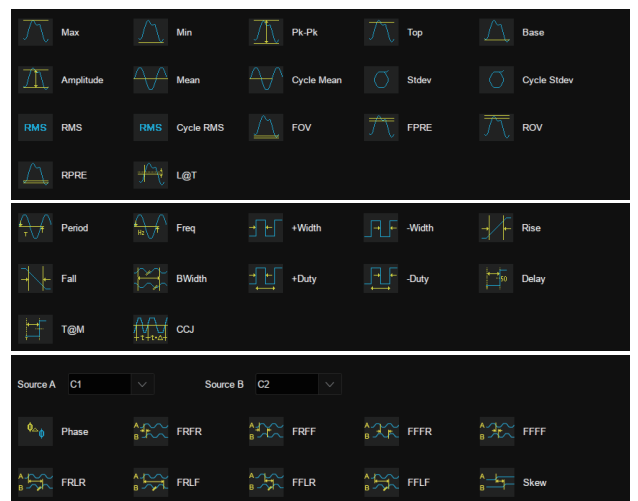 Max Min Pk-Pk Top Base
Amplitude Mean Cycle Mean Stdev Cycle Stdev
RMS RMS RMS Cycle RMS FOV FPRE ROV
RPRE L@T
T Period Hz Freq +Width -Width Rise
Fall BWidth +Duty -Duty 50 Delay
T@M CCJ
Source A C1 Source B C2
Phase A B FRFR A B FRFF A B FFFR A B FFFF
A B FRLR A B FRLF A B FFLR A B FFLF A B Skew